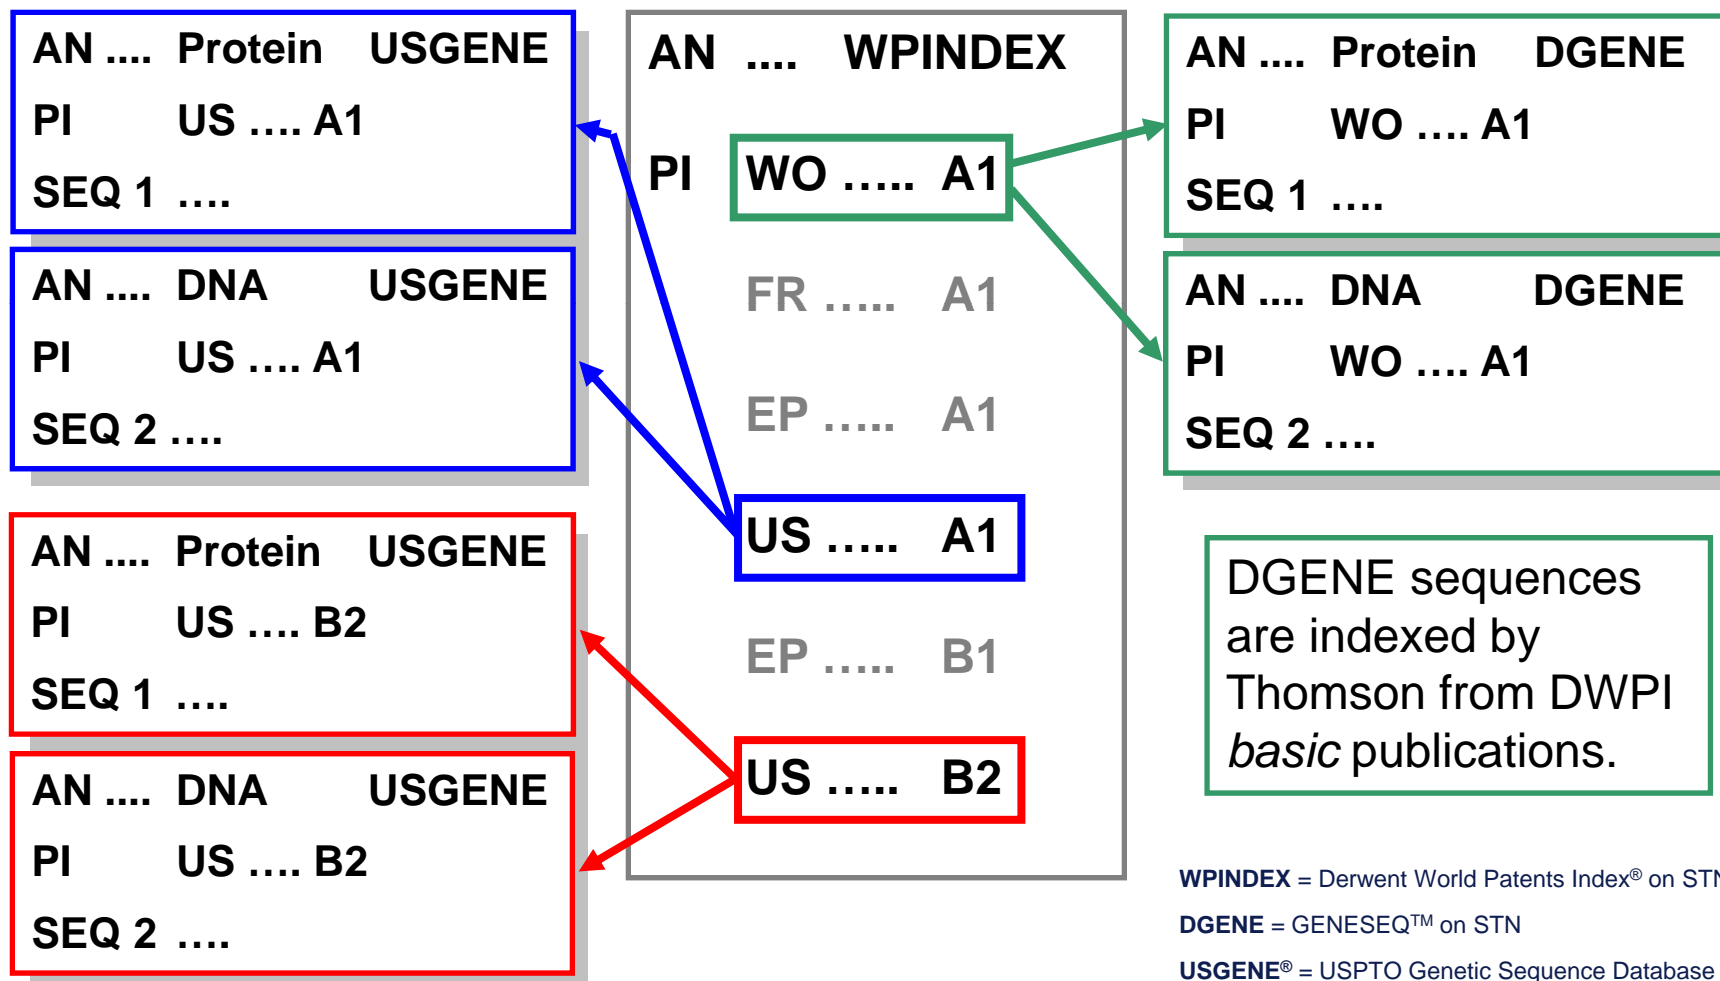 AN .... Protein USGENE
PI US .... A1
SEQ 1 ....
AN .... DNA USGENE
PI US .... A1
SEQ 2 ....
AN .... Protein USGENE
PI US .... B2
SEQ 1 ....
AN .... DNA USGENE
PI US .... B2
SEQ 2 ....
AN .... WPINDEX
PI WO ..... A1
FR ..... A1
EP ..... A1
US ..... A1
EP ..... B1
US ..... B2
AN .... Protein DGENE
PI WO .... A1
SEQ 1 ....
AN .... DNA DGENE
PI WO .... A1
SEQ 2 ....
DGENE sequences
are indexed by
Thomson from DWPI
basic publications.
WPINDEX = Derwent World Patents Index® on STN
DGENE = GENESEQ™ on STN
USGENE® = USPTO Genetic Sequence Database